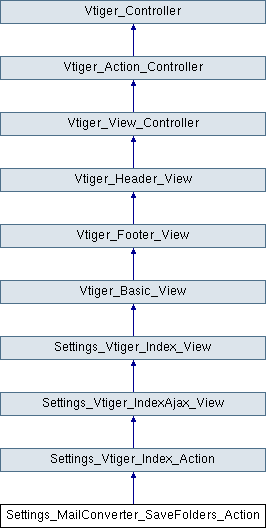 Vtiger_Controller
Vtiger_Action_Controller
Vtiger_View_Controller
Vtiger_Header_View
Vtiger_Footer_View
Vtiger_Basic_View
Settings_Vtiger_Index_View
Settings_Vtiger_IndexAjax_View
Settings_Vtiger_Index_Action
Settings_MailConverter_SaveFolders_Action